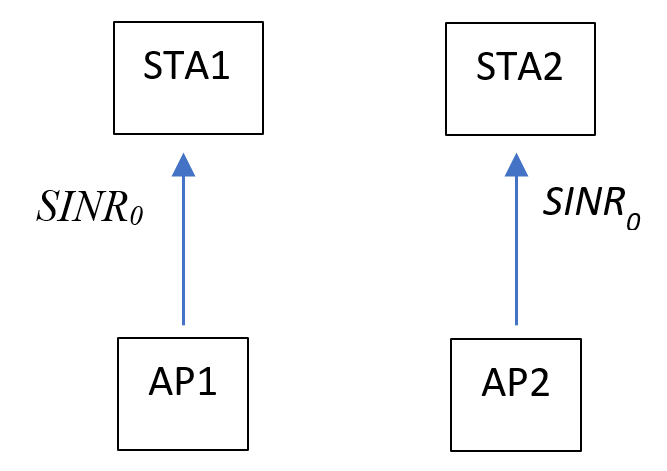 STA1
STA2
SINR₀
SINR₀
AP1
AP2